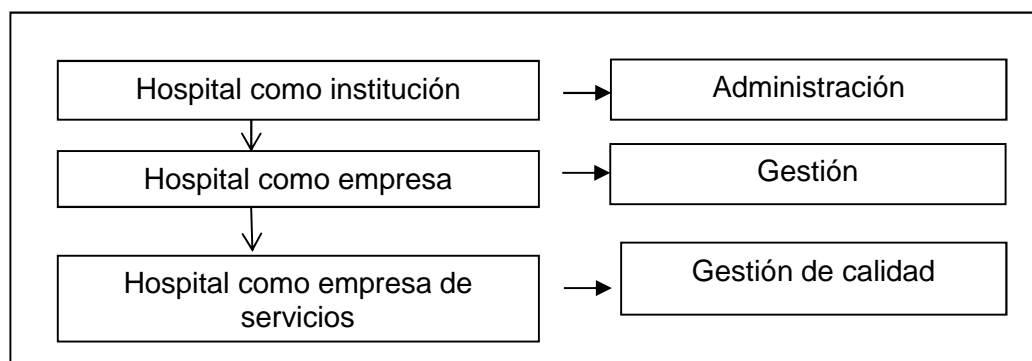 Hospital como institución
Administración
Hospital como empresa
Gestión
Hospital como empresa de
servicios
Gestión de calidad